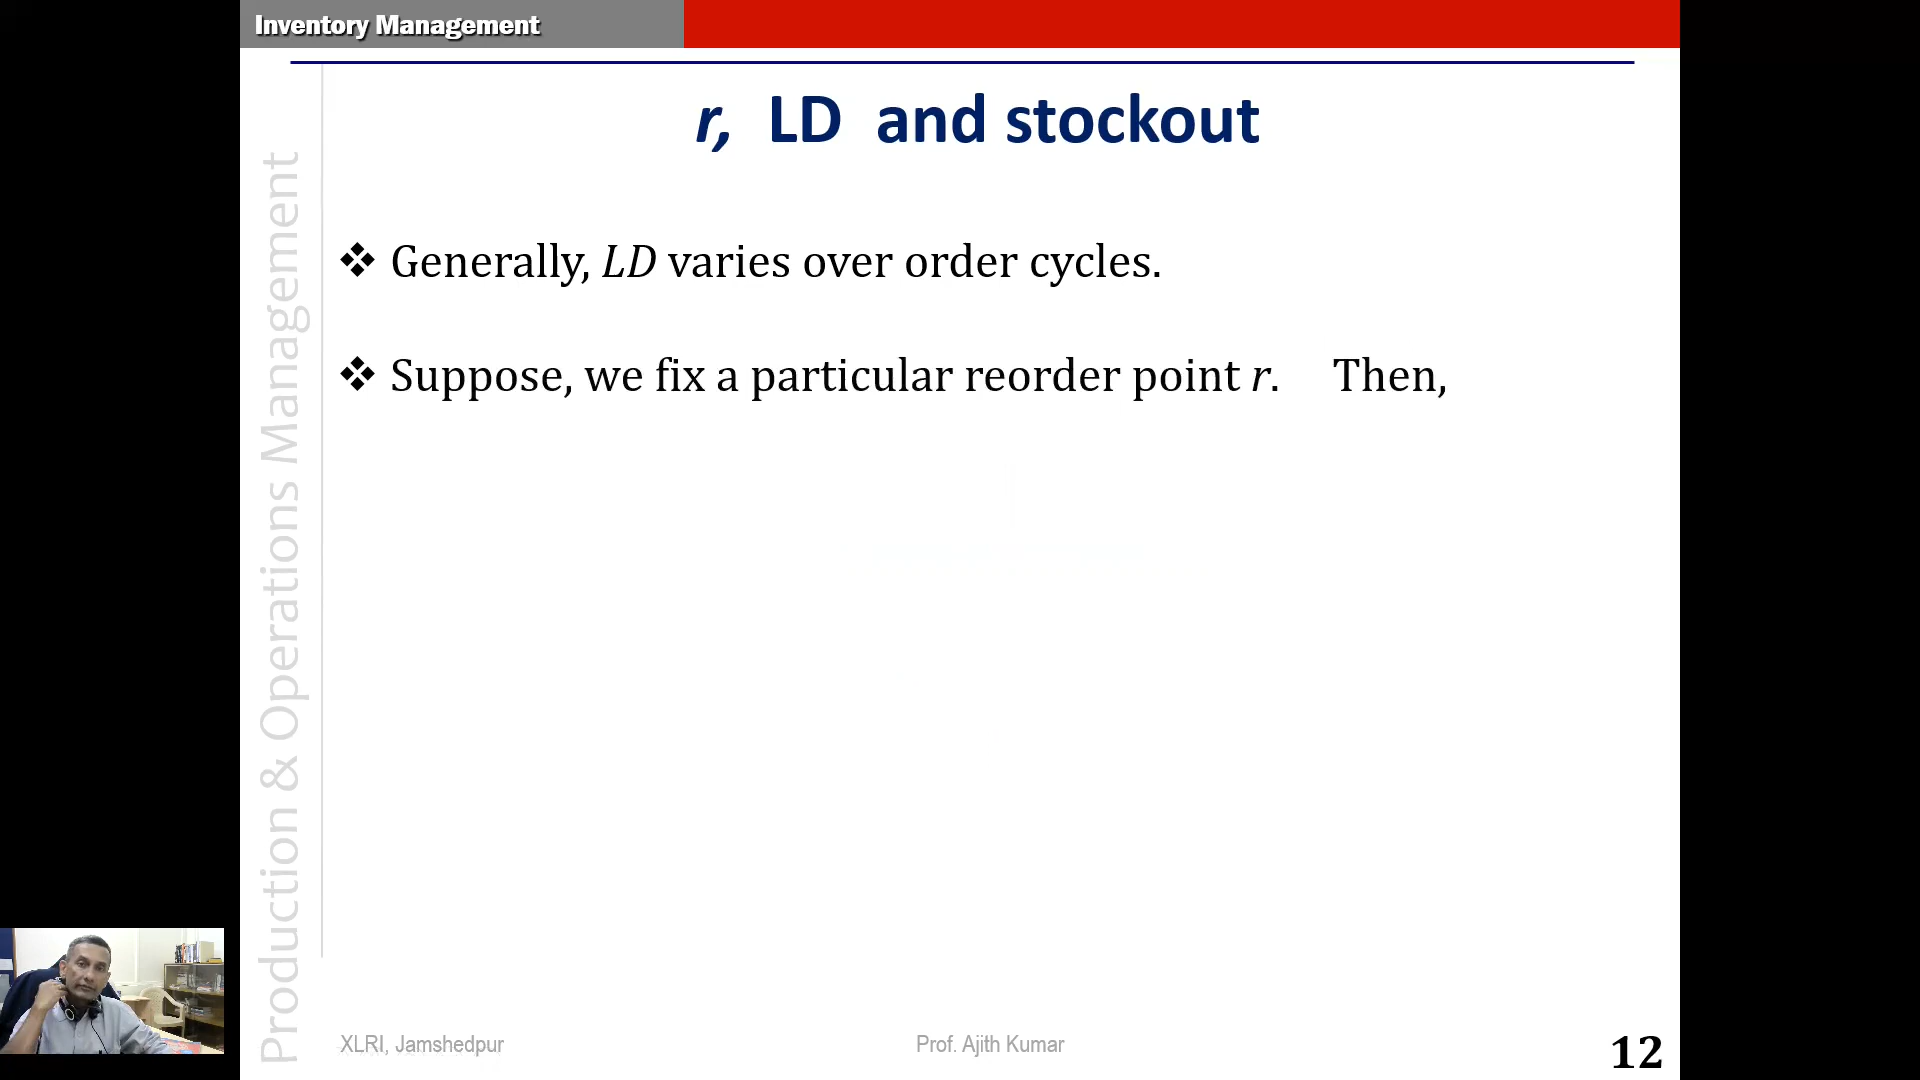 Inventory Management
r, LD and stockout
Production & Operations Management
❖ Generally, LD varies over order cycles.
❖ Suppose, we fix a particular reorder point r. Then,
XLRI, Jamshedpur
Prof. Ajith Kumar
12